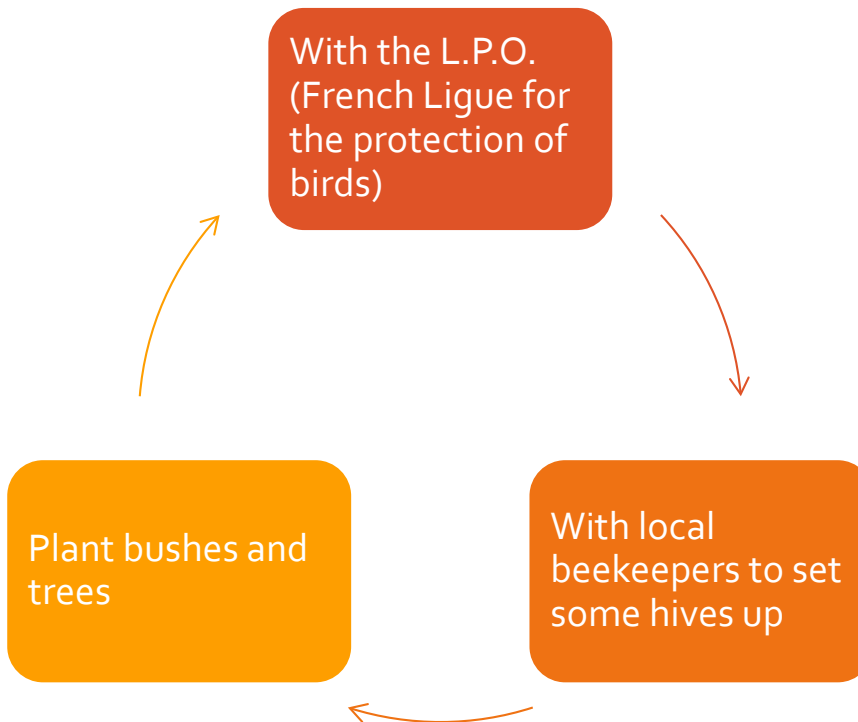 With the L.P.O.
(French Ligue for
the protection of
birds)
With local
beekeepers to set
some hives up
Plant bushes and
trees